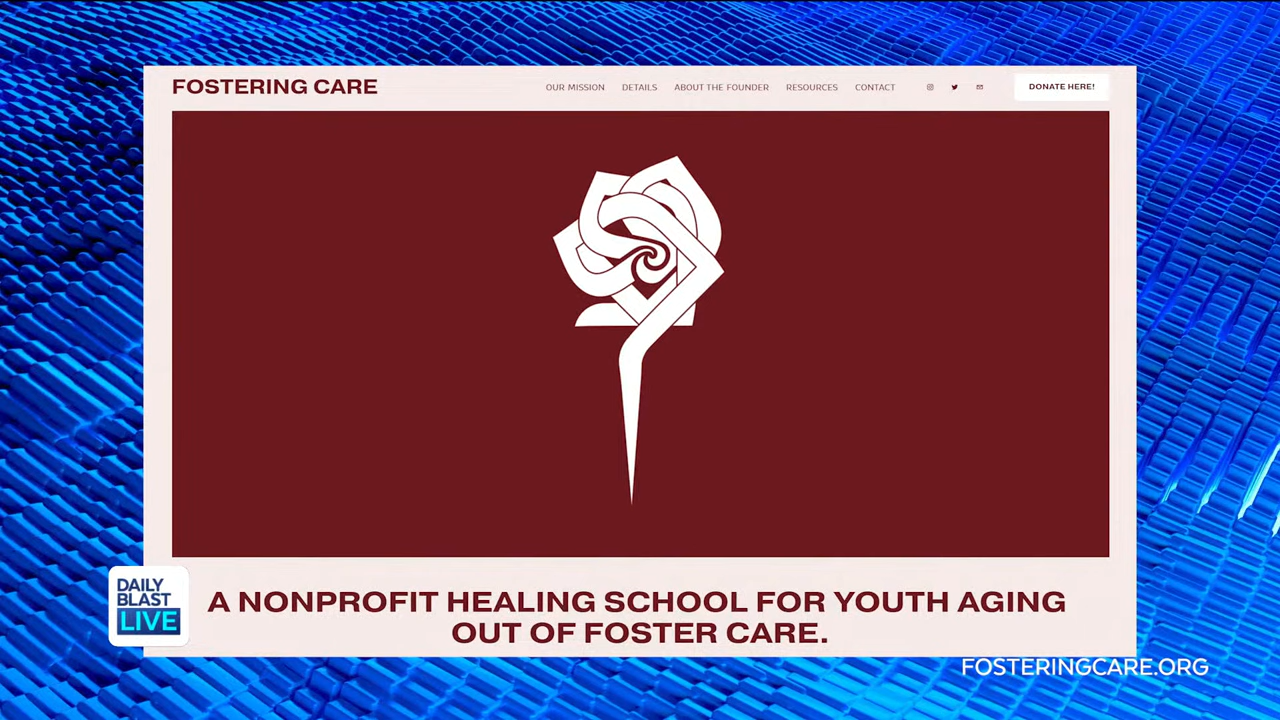 FOSTERING CARE
OUR MISSION DETAILS ABOUT THE FOUNDER RESOURCES CONTACT DONATE HERE!
A NONPROFIT HEALING SCHOOL FOR YOUTH AGING
OUT OF FOSTER CARE.
DAILY
BLAST
LIVE
FOSTERINGCARE.ORG